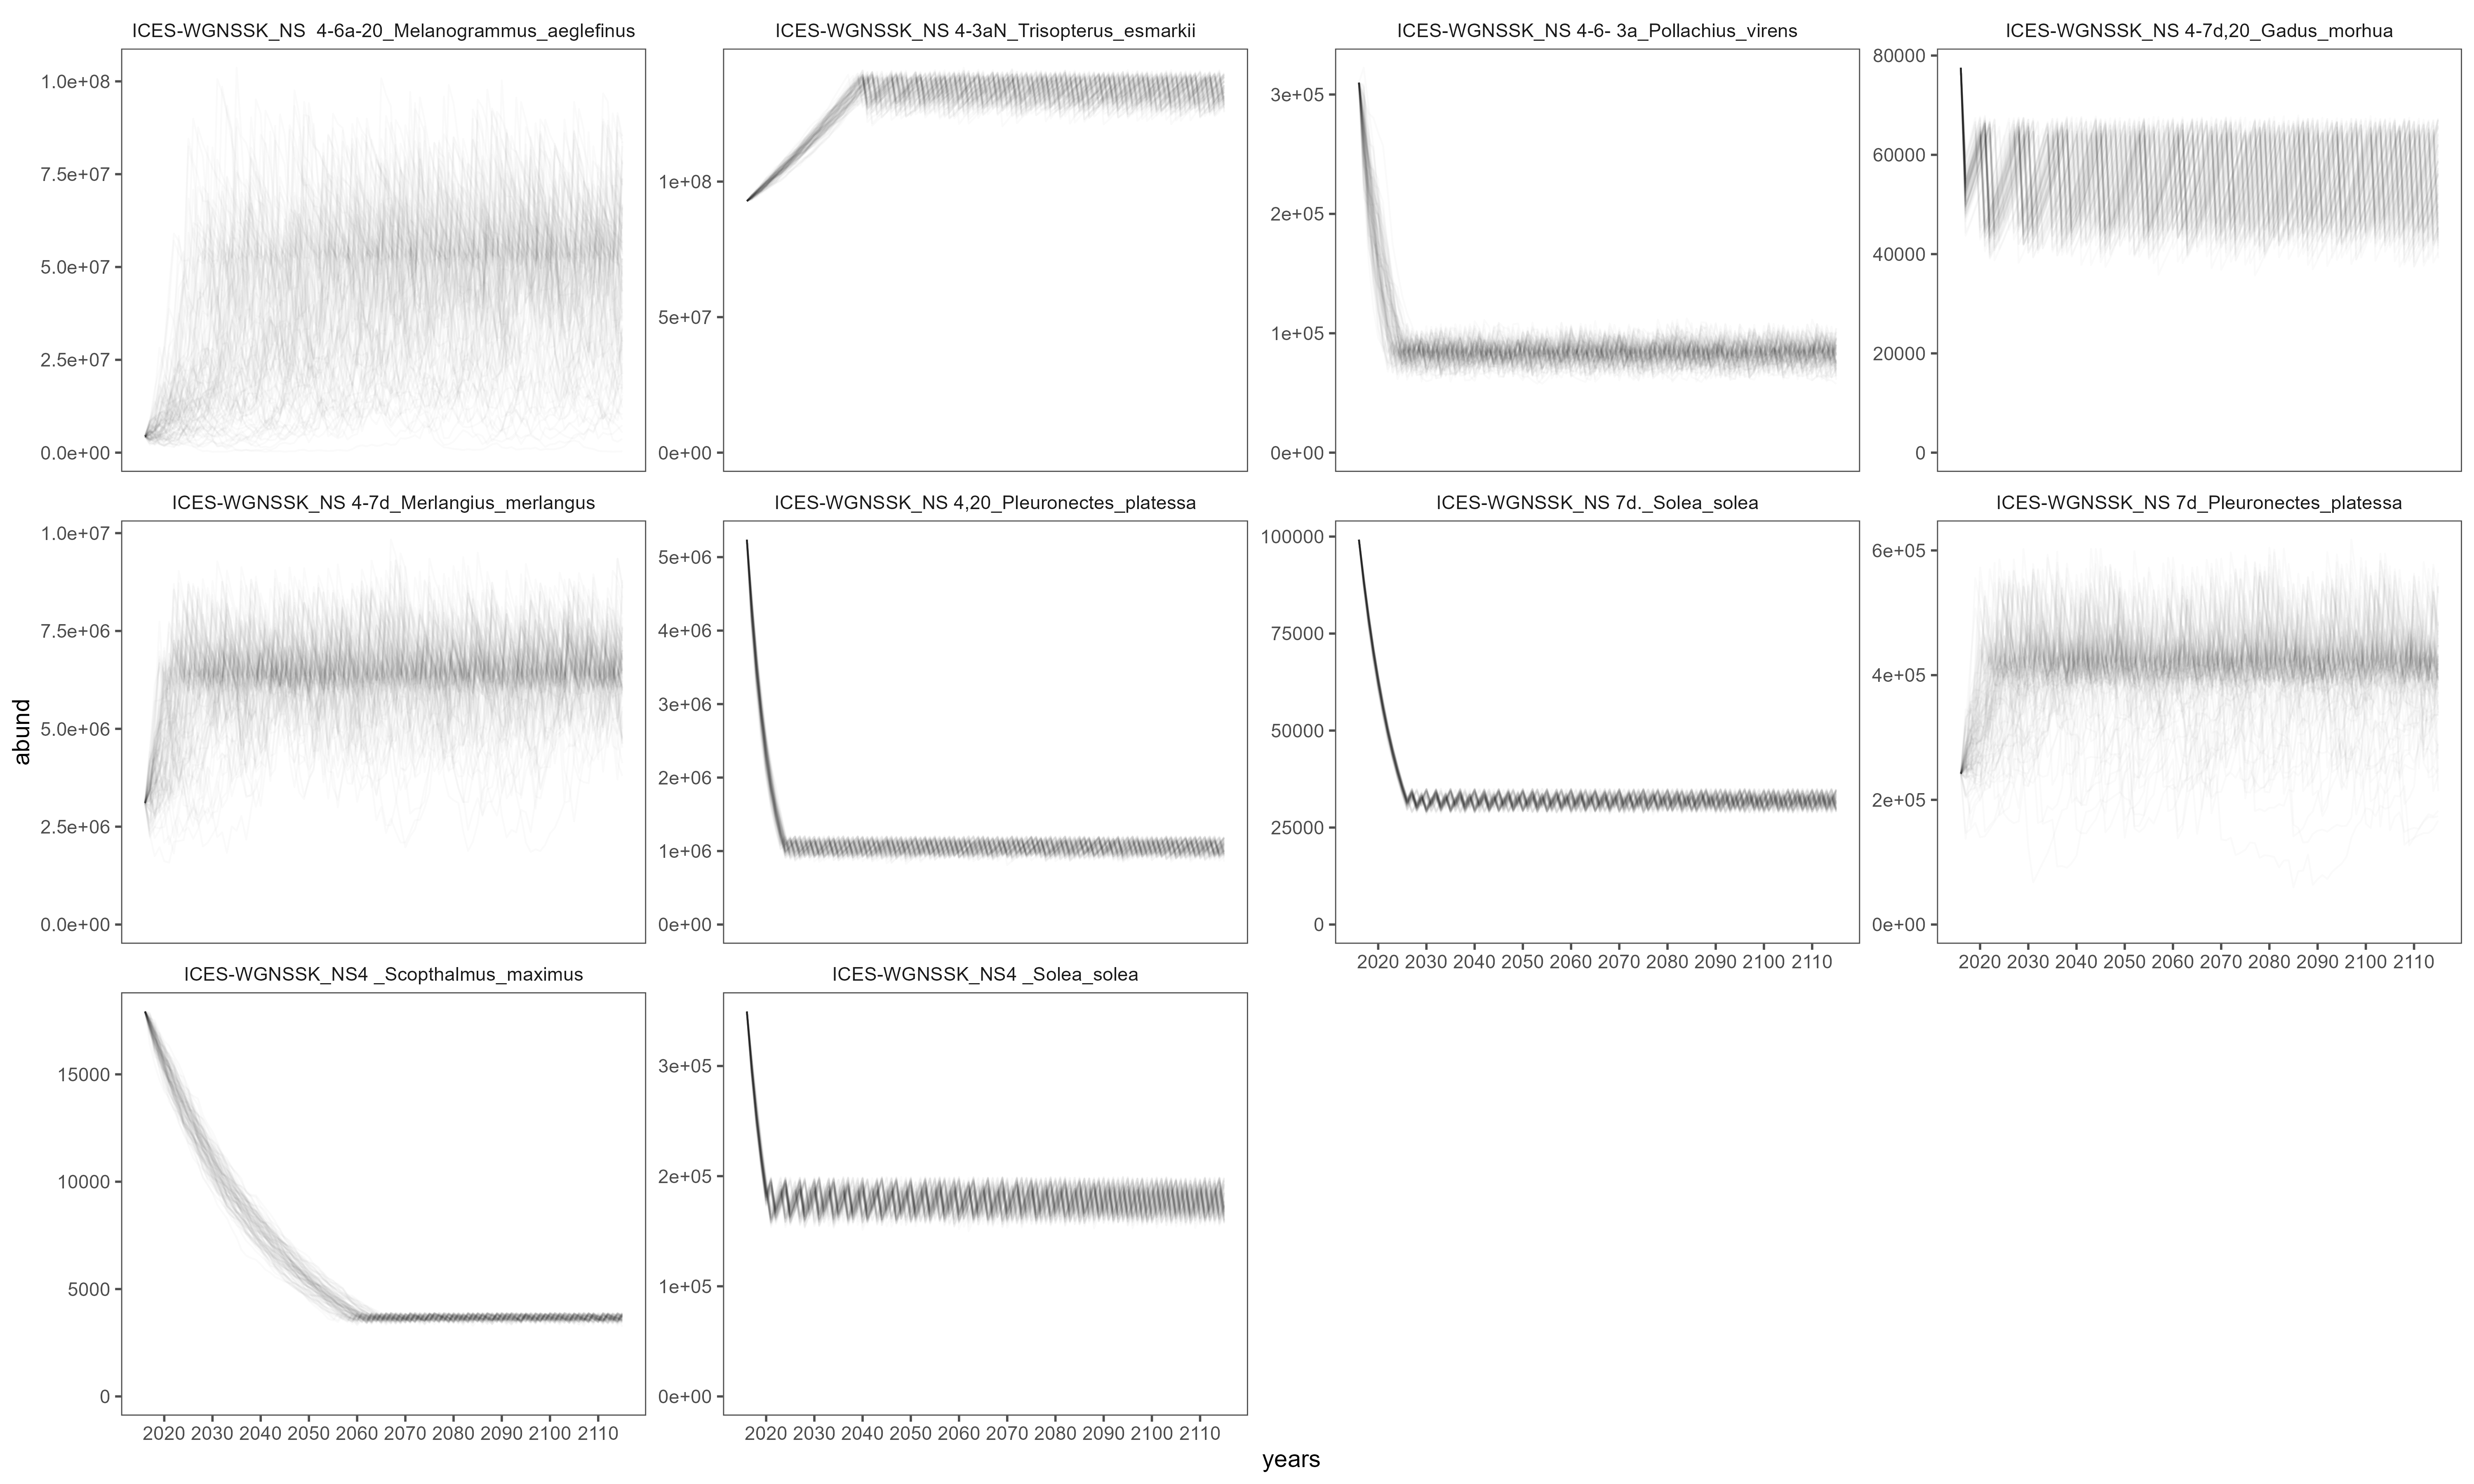 ICES-WGNSSK_NS  4-6a-20_Melanogrammus_aeglefinus
ICES-WGNSSK_NS 4-3aN_Trisopterus_esmarkii
ICES-WGNSSK_NS 4-6- 3a_Pollachius_virens
ICES-WGNSSK_NS 4-7d,20_Gadus_morhua
1.0e+08
7.5e+07
5.0e+07
2.5e+07
0.0e+00
1e+08
5e+07
0e+00
3e+05
2e+05
1e+05
0e+00
80000
60000
40000
20000
0
ICES-WGNSSK_NS 4-7d_Merlangius_merlangus
ICES-WGNSSK_NS 4,20_Pleuronectes_platessa
ICES-WGNSSK_NS 7d._Solea_solea
ICES-WGNSSK_NS 7d_Pleuronectes_platessa
abund
1.0e+07
7.5e+06
5.0e+06
2.5e+06
0.0e+00
5e+06
4e+06
3e+06
2e+06
1e+06
0e+00
100000
75000
50000
25000
0
6e+05
4e+05
2e+05
0e+00
2020 2030 2040 2050 2060 2070 2080 2090 2100 2110
2020 2030 2040 2050 2060 2070 2080 2090 2100 2110
ICES-WGNSSK_NS4 _Scopthalmus_maximus
ICES-WGNSSK_NS4 _Solea_solea
15000
10000
5000
0
3e+05
2e+05
1e+05
0e+00
2020 2030 2040 2050 2060 2070 2080 2090 2100 2110
2020 2030 2040 2050 2060 2070 2080 2090 2100 2110
years